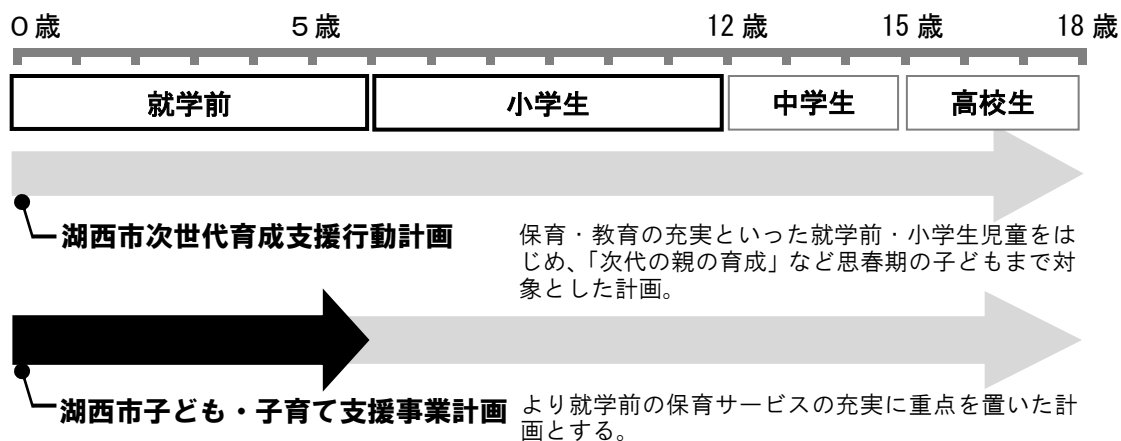 ０歳 ５歳 12歳 15歳 18歳
就学前 小学生 中学生 高校生
湖西市次世代育成支援行動計画
保育・教育の充実といった就学前・小学生児童をは
じめ、「次代の親の育成」など思春期の子どもまで対
象とした計画。
湖西市子ども・子育て支援事業計画
より就学前の保育サービスの充実に重点を置いた計
画とする。